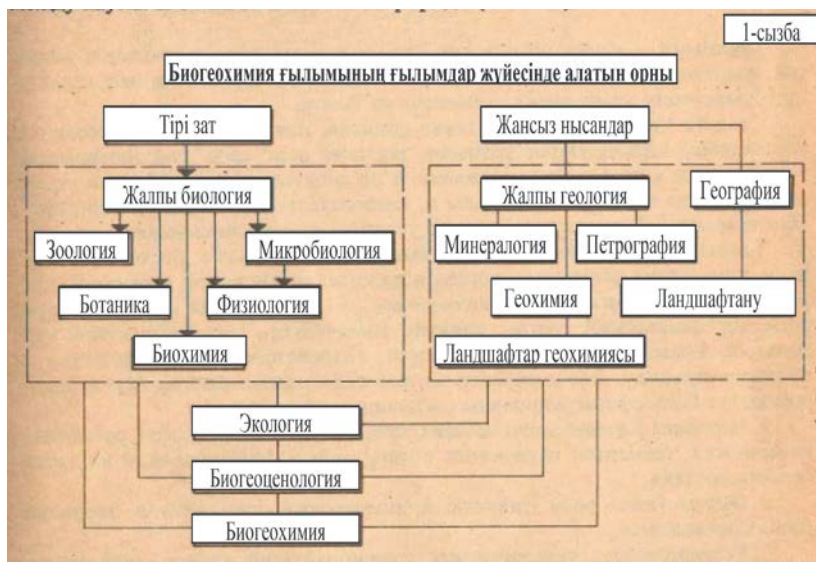 1-сызба
Биогеохимия ғылымының ғылымдар жүйесінде алатын орны
Тірі зат
Жансыз нысандар
Жалпы биология
Жалпы геология
География
Зоология
Микробиология
Минералогия
Петрография
Ботаника
Физиология
Геохимия
Ландшафтану
Биохимия
Ландшафтар геохимиясы
Экология
Биогеоценология
Биогеохимия